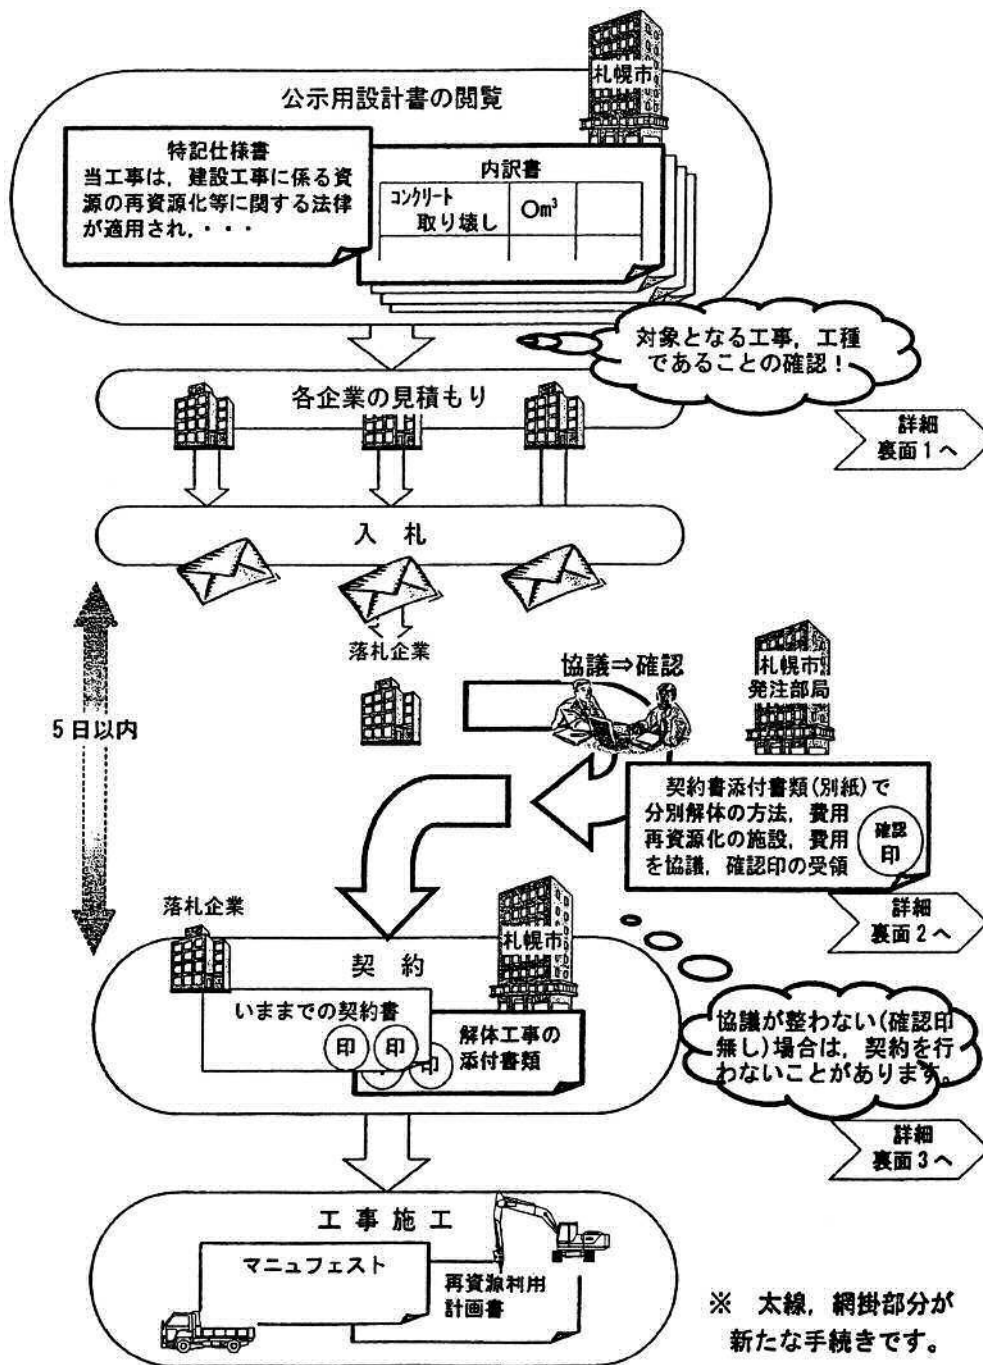 札幌市
公示用設計書の閲覧
特記仕様書
当工事は，建設工事に係る資
源の再資源化等に関する法律
が適用され，・・・
内訳書
コンクリート
取り壊し
○m³
対象となる工事，工種
であることの確認！
各企業の見積もり
詳細
裏面１へ
入 札
落札企業
協議⇒確認
札幌市
発注部局
５日以内
契約書添付書類(別紙)で
分別解体の方法，費用
再資源化の施設，費用
を協議，確認印の受領
確認
印
詳細
裏面２へ
落札企業
札幌市
契 約
いままでの契約書
印
印
印
解体工事の
添付書類
協議が整わない(確認印
無し)場合は，契約を行
わないことがあります。
詳細
裏面３へ
工 事 施 工
マニュフェスト
再資源利用
計画書
※ 太線，網掛部分が
新たな手続きです。